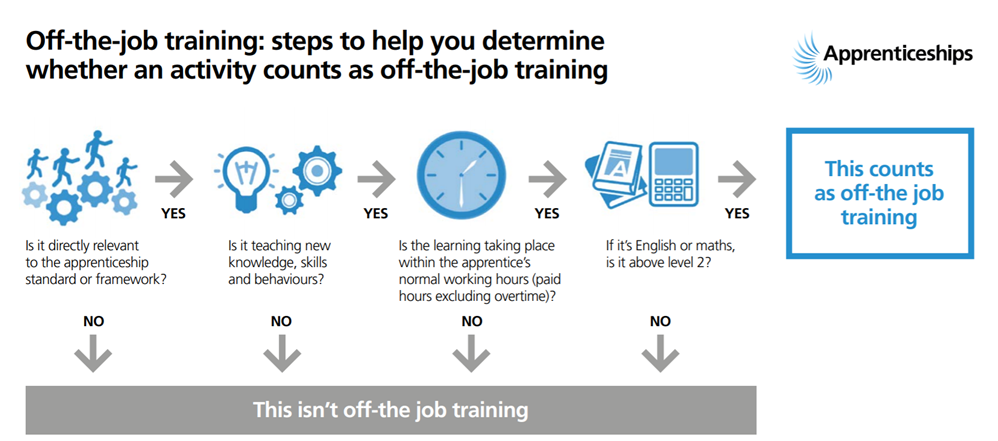 Off-the-job training: steps to help you determine
whether an activity counts as off-the-job training
Apprenticeships
YES
YES
YES
YES
Is it directly relevant
to the apprenticeship
standard or framework?
Is it teaching new
knowledge, skills
and behaviours?
Is the learning taking place
within the apprentice's
normal working hours (paid
hours excluding overtime)?
A
If it's English or maths,
is it above level 2?
This counts
as off-the job
training
NO
NO
NO
NO
This isn't off-the job training